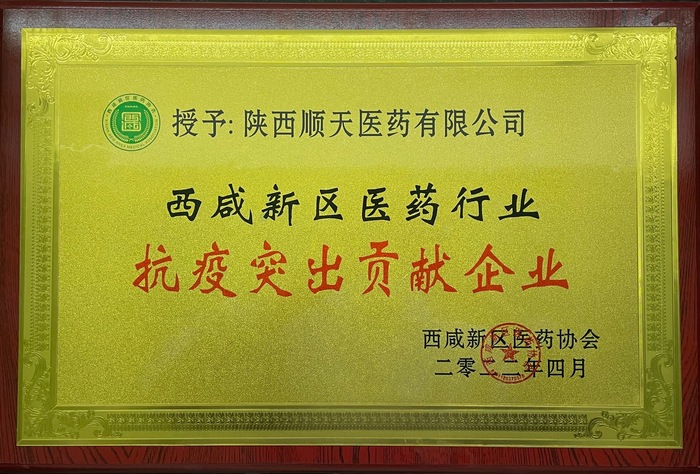 授予:陕西顺天医药有限公司
西咸新区医药行业
抗疫突出贡献企业
西咸新区医药协会
二零二二年四月